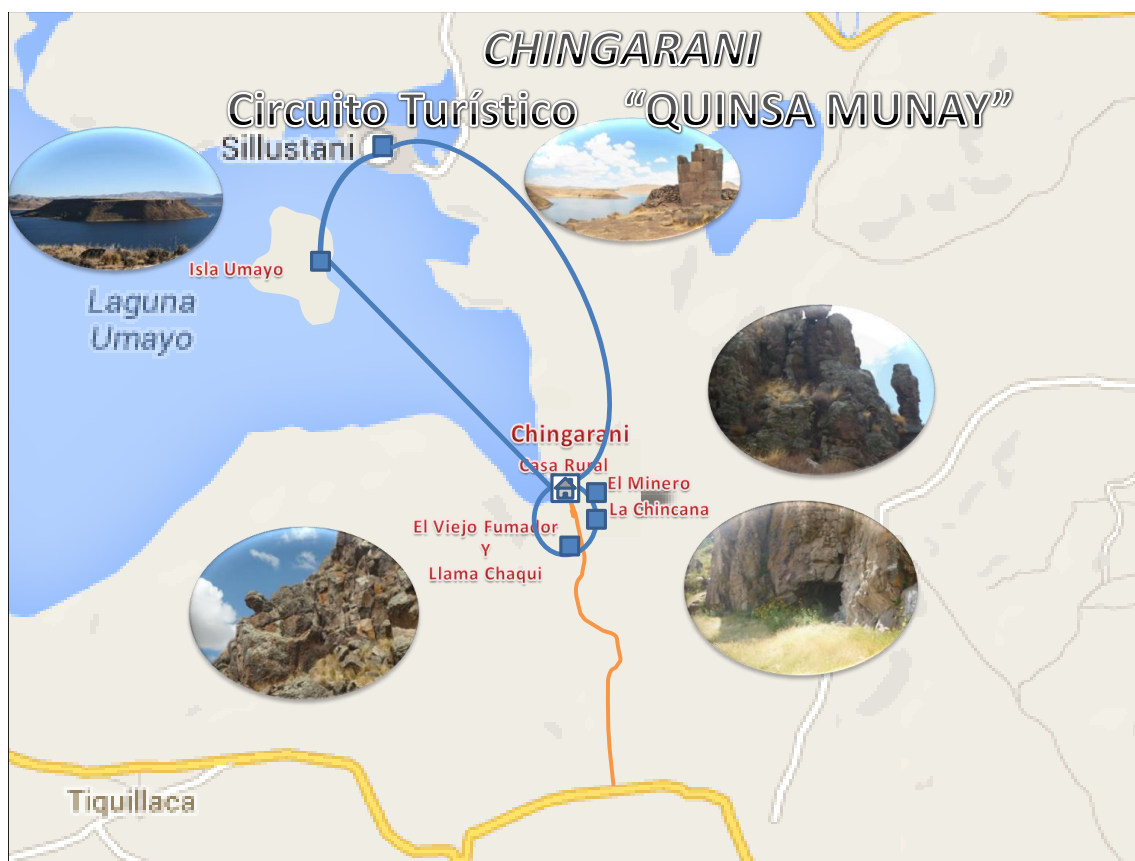 CHINGARANI
Circuito Turístico “QUINSA MUNAY”
Sillustani
Isla Umayo
Laguna
Umayo
Chingarani
Casa Rural
El Minero
La Chincana
El Viejo Fumador
Y
Llama Chaqui
Tiquillaca